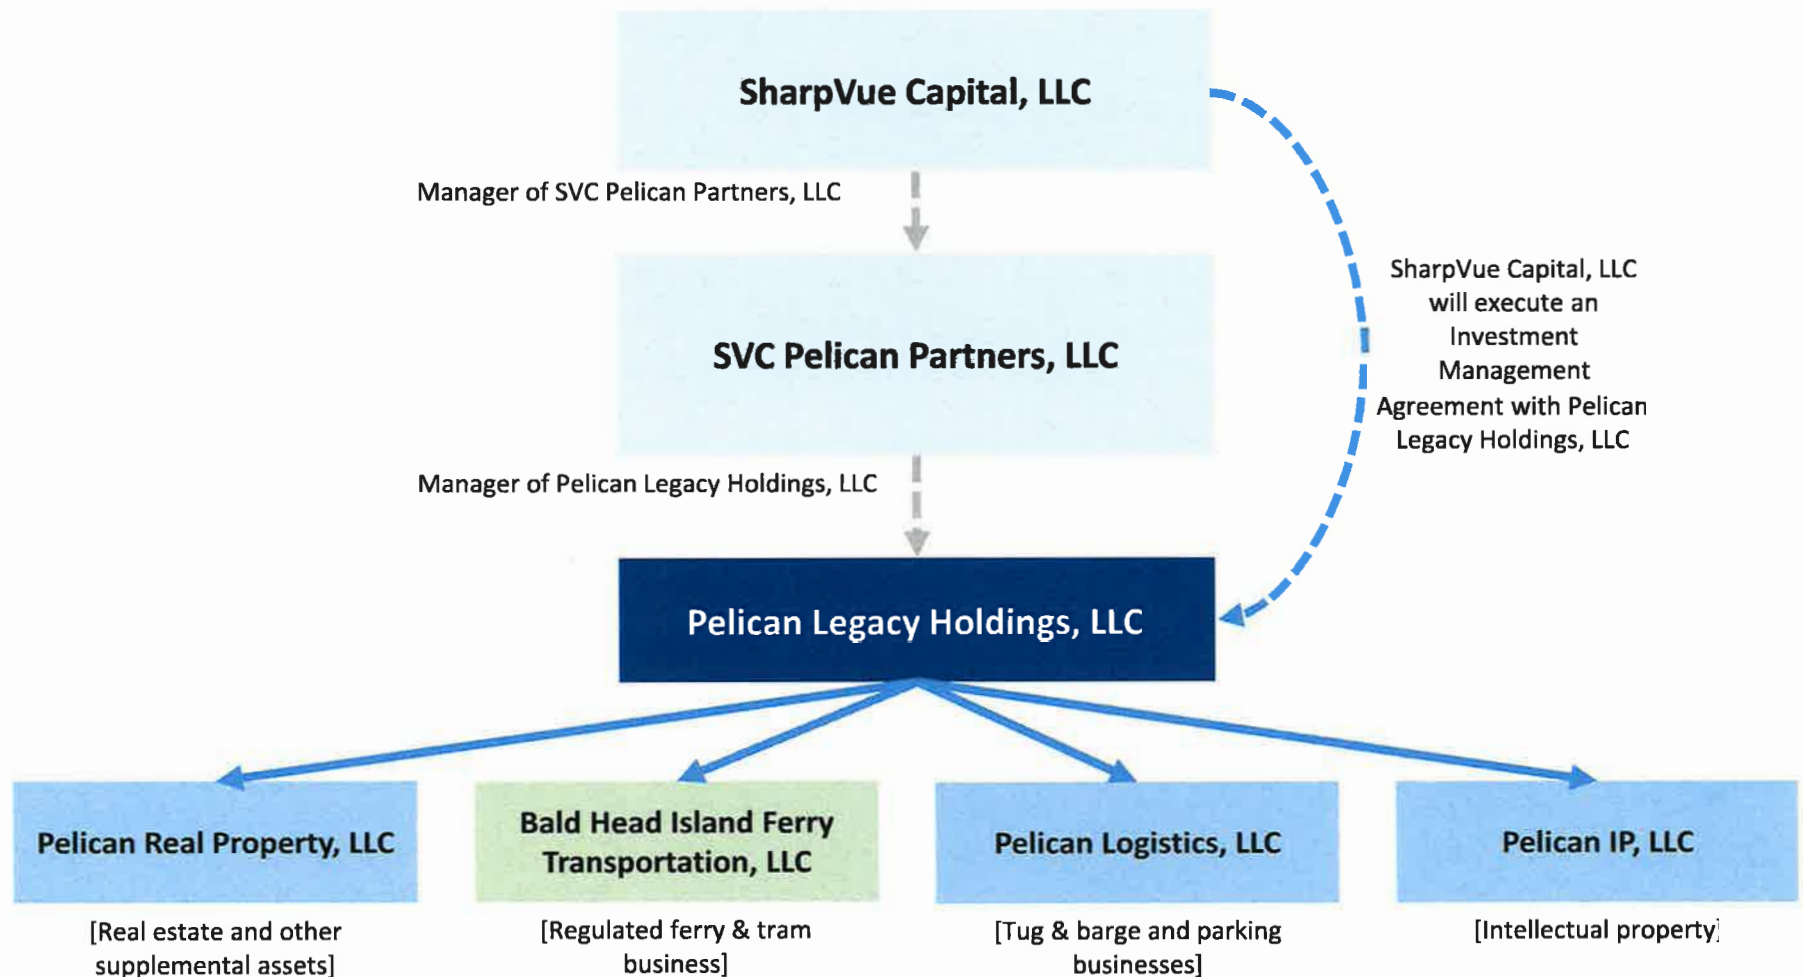 SharpVue Capital, LLC
Manager of SVC Pelican Partners, LLC
SVC Pelican Partners, LLC
SharpVue Capital, LLC
will execute an
Investment
Management
Agreement with Pelican
Legacy Holdings, LLC
Manager of Pelican Legacy Holdings, LLC
Pelican Legacy Holdings, LLC
Pelican Real Property, LLC
[Real estate and other
supplemental assets]
Bald Head Island Ferry
Transportation, LLC
[Regulated ferry & tram
business]
Pelican Logistics, LLC
[Tug & barge and parking
businesses]
Pelican IP, LLC
[Intellectual property]